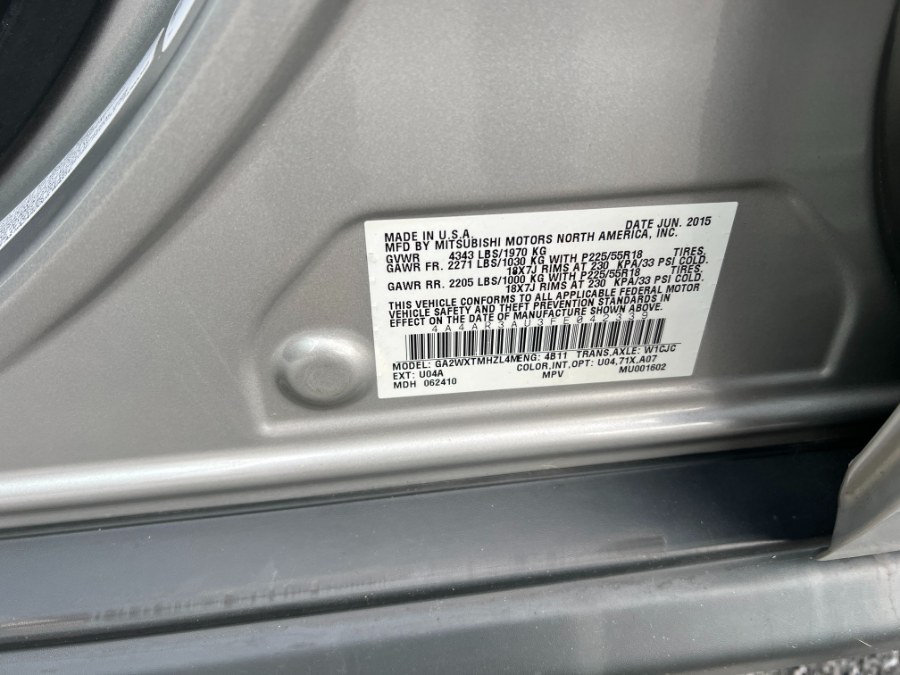 MADE IN U.S.A. DATE JUN. 2015
MFD BY MITSUBISHI MOTORS NORTH AMERICA, INC.
GVWR 4343 LBS/1970 KG
GAWR FR. 2271 LBS/1030 KG WITH P225/55R18 TIRES,
18X7J RIMS AT 230 KPA/33 PSI COLD.
GAWR RR. 2205 LBS/1000 KG WITH P225/55R18 TIRES,
18X7J RIMS AT 230 KPA/33 PSI COLD.
THIS VEHICLE CONFORMS TO ALL APPLICABLE FEDERAL MOTOR
VEHICLE SAFETY AND THEFT PREVENTION STANDARDS IN
EFFECT ON THE DATE OF MANUFACTURE SHOWN ABOVE.
4A4AR3AU3FE042339
MODEL: GA2WXTMHZL4M ENG: 4B11 TRANS,AXLE: W1CJC
EXT: U04A COLOR,INT,OPT: U04,71X,A07
MDH 062410 MPV MU001602